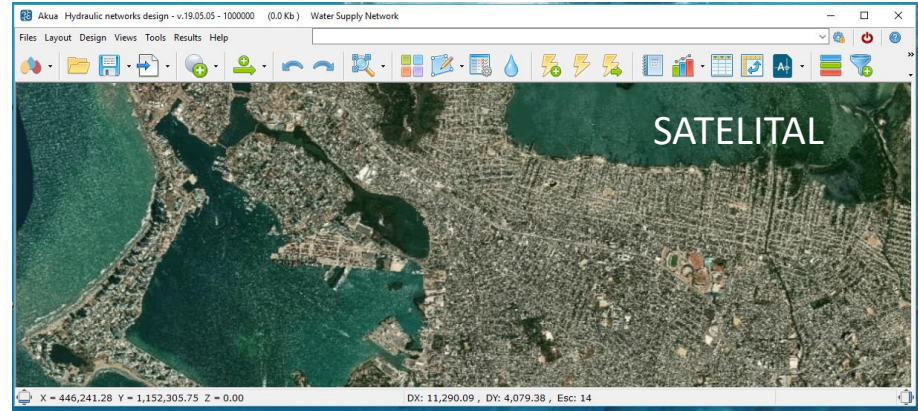 Akua Hydraulic networks design - v.19.05.05 - 1000000 (0.0 Kb ) Water Supply Network
Files Layout Design Views Tools Results Help
SATELITAL
X = 446,241.28 Y = 1,152,305.75 Z = 0.00 DX: 11,290.09 , DY: 4,079.38 , Esc: 14